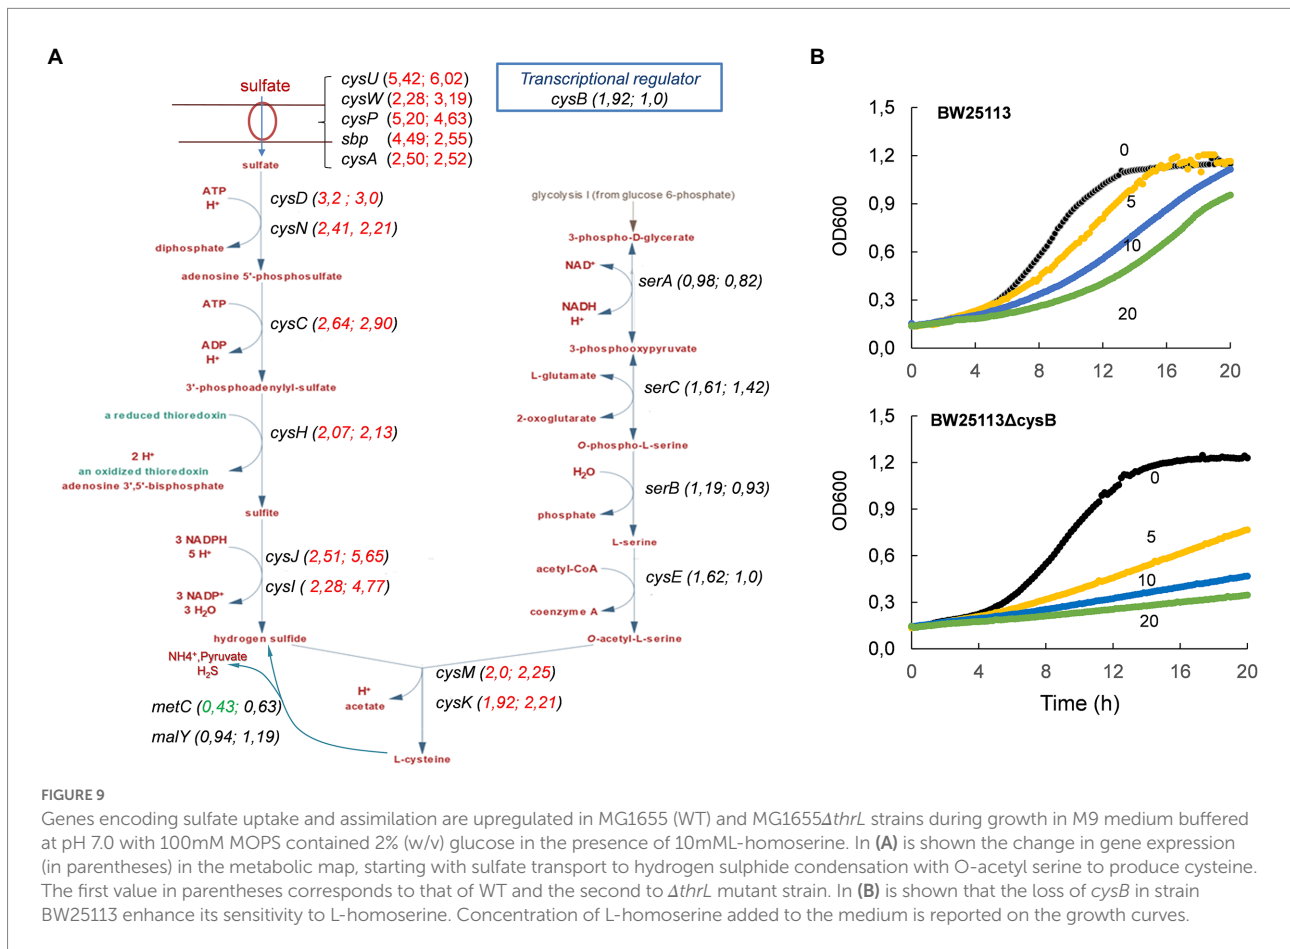 A
sulfate
cysU (5,42; 6,02)
cysW (2,28; 3,19)
cysP (5,20; 4,63)
sbp (4,49; 2,55)
cysA (2,50; 2,52)
Transcriptional regulator
cysB (1,92; 1,0)
sulfate
ATP
H+
cysD (3,2 ; 3,0)
cysN (2,41, 2,21)
diphosphate
adenosine 5'-phosphosulfate
ATP
cysC (2,64; 2,90)
ADP
H+
3'-phosphoadenylyl-sulfate
a reduced thioredoxin
cysH (2,07; 2,13)
2 H+
an oxidized thioredoxin
adenosine 3',5'-bisphosphate
sulfite
3 NADPH
5 H+
cysJ (2,51; 5,65)
cysI ( 2,28; 4,77)
3 NADP+
3 H2O
hydrogen sulfide
NH4+,Pyruvate
H2S
metC (0,43; 0,63)
malY (0,94; 1,19)
glycolysis I (from glucose 6-phosphate)
3-phospho-D-glycerate
NAD+
serA (0,98; 0,82)
NADH
H+
3-phosphooxypyruvate
L-glutamate
serC (1,61; 1,42)
2-oxoglutarate
O-phospho-L-serine
H2O
serB (1,19; 0,93)
phosphate
L-serine
acetyl-CoA
cysE (1,62; 1,0)
coenzyme A
O-acetyl-L-serine
cysM (2,0; 2,25)
H+
acetate
cysK (1,92; 2,21)
L-cysteine
B
BW25113
OD600
1,5
1,2
0,9
0,6
0,3
0,0
0
5
10
20
0 4 8 12 16 20
BW25113ΔcysB
OD600
1,5
1,2
0,9
0,6
0,3
0,0
0
5
10
20
0 4 8 12 16 20
Time (h)
FIGURE 9
Genes encoding sulfate uptake and assimilation are upregulated in MG1655 (WT) and MG1655ΔthrL strains during growth in M9 medium buffered
at pH 7.0 with 100mM MOPS contained 2% (w/v) glucose in the presence of 10mML-homoserine. In (A) is shown the change in gene expression
(in parentheses) in the metabolic map, starting with sulfate transport to hydrogen sulphide condensation with O-acetyl serine to produce cysteine.
The first value in parentheses corresponds to that of WT and the second to ΔthrL mutant strain. In (B) is shown that the loss of cysB in strain
BW25113 enhance its sensitivity to L-homoserine. Concentration of L-homoserine added to the medium is reported on the growth curves.